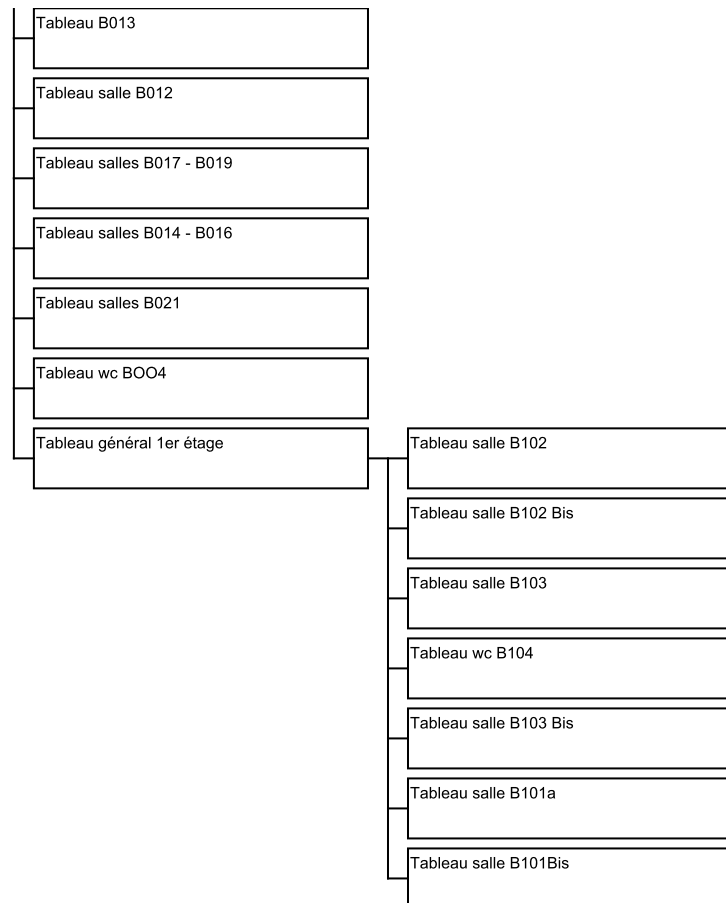 Tableau B013
Tableau salle B012
Tableau salles B017 - B019
Tableau salles B014 - B016
Tableau salles B021
Tableau wc BOO4
Tableau général 1er étage
Tableau salle B102
Tableau salle B102 Bis
Tableau salle B103
Tableau wc B104
Tableau salle B103 Bis
Tableau salle B101a
Tableau salle B101Bis